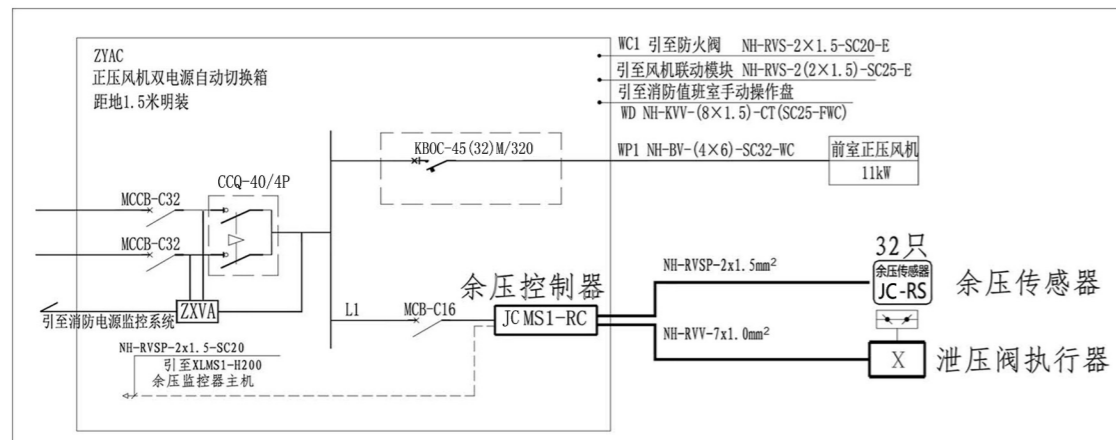 ZYAC
正压风机双电源自动切换箱
距地1.5米明装
WC1 引至防火阀 NH-RVS-2×1.5-SC20-E
引至风机联动模块 NH-RVS-2(2×1.5)-SC25-E
引至消防值班室手动操作盘
WD NH-KVV-(8×1.5)-CT(SC25-FWC)
KBOC-45(32)M/320
WP1 NH-BV-(4×6)-SC32-WC
前室正压风机
11kW
CCQ-40/4P
MCCB-C32
MCCB-C32
ZXVA
引至消防电源监控系统
L1
MCB-C16
余压控制器
JC MS1-RC
NH-RVSP-2x1.5mm²
32只
余压传感器
JC-RS
余压传感器
NH-RVV-7x1.0mm²
X
泄压阀执行器
NH-RVSP-2x1.5-SC20
引至XLMS1-H200
余压监控器主机